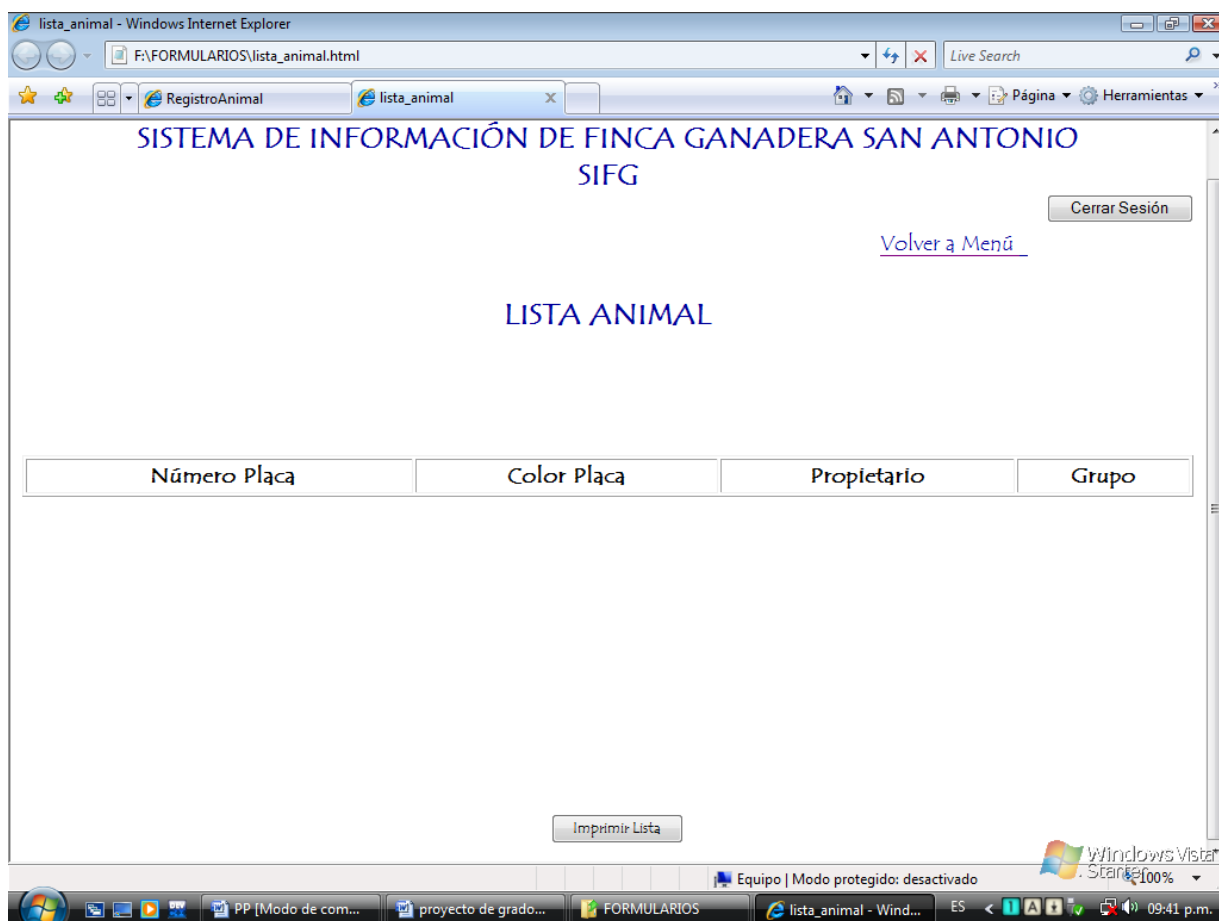 lista_animal - Windows Internet Explorer
F:\FORMULARIOS\lista_animal.html
Live Search
RegistroAnimal
lista_animal
Página
Herramientas
SISTEMA DE INFORMACIÓN DE FINCA GANADERA SAN ANTONIO
SIFG
Cerrar Sesión
Volver a Menú
LISTA ANIMAL
Número Placa Color Placa Propietario Grupo
Imprimir Lista
Windows Vista
Starter
Equipo | Modo protegido: desactivado
100%
PP [Modo de com...
proyecto de grado...
FORMULARIOS
lista_animal - Wind...
ES
09:41 p.m.